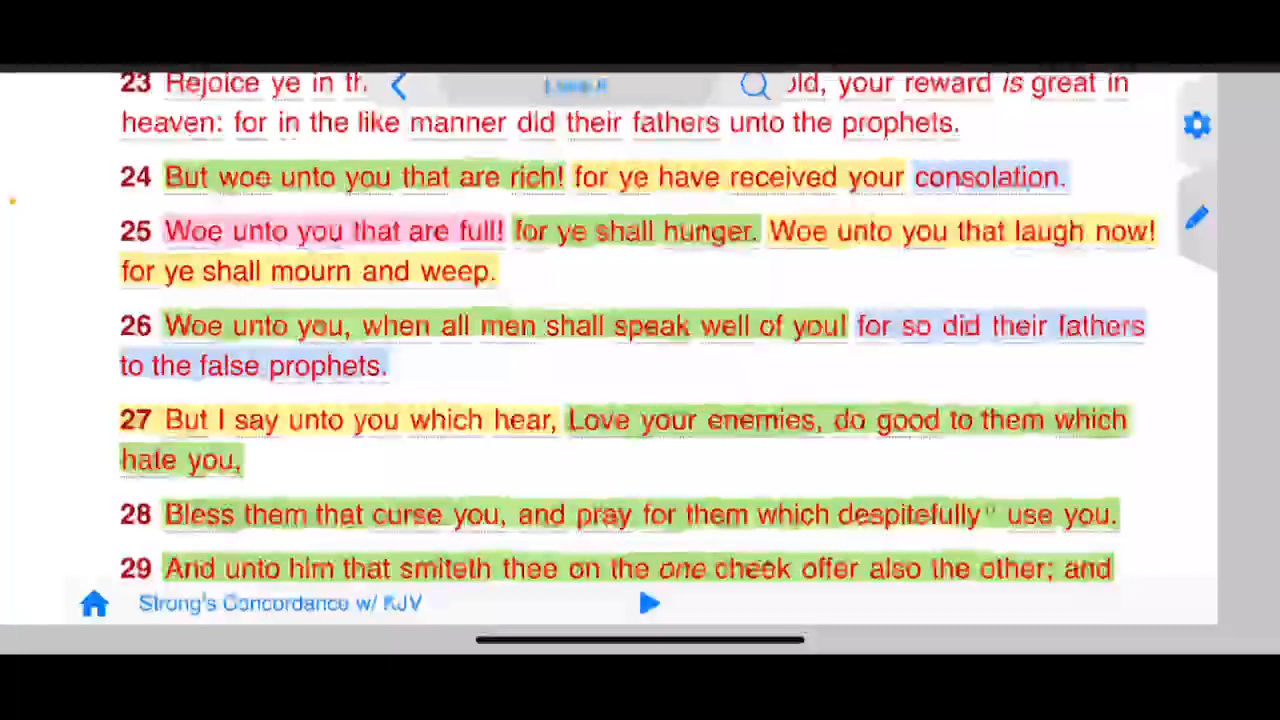 23 Rejoice ye in your reward is great in
heaven: for in the like manner did their fathers unto the prophets.
24 But woe unto you that are rich! for ye have received your consolation.
25 Woe unto you that are full! for ye shall hunger. Woe unto you that laugh now!
for ye shall mourn and weep.
26 Woe unto you, when all men shall speak well of you! for so did their fathers
to the false prophets.
27 But I say unto you which hear, Love your enemies, do good to them which
hate you,
28 Bless them that curse you, and pray for them which despitefully use you.
29 And unto him that smiteth thee on the one cheek offer also the other; and
Strong's Concordance w/ KJV